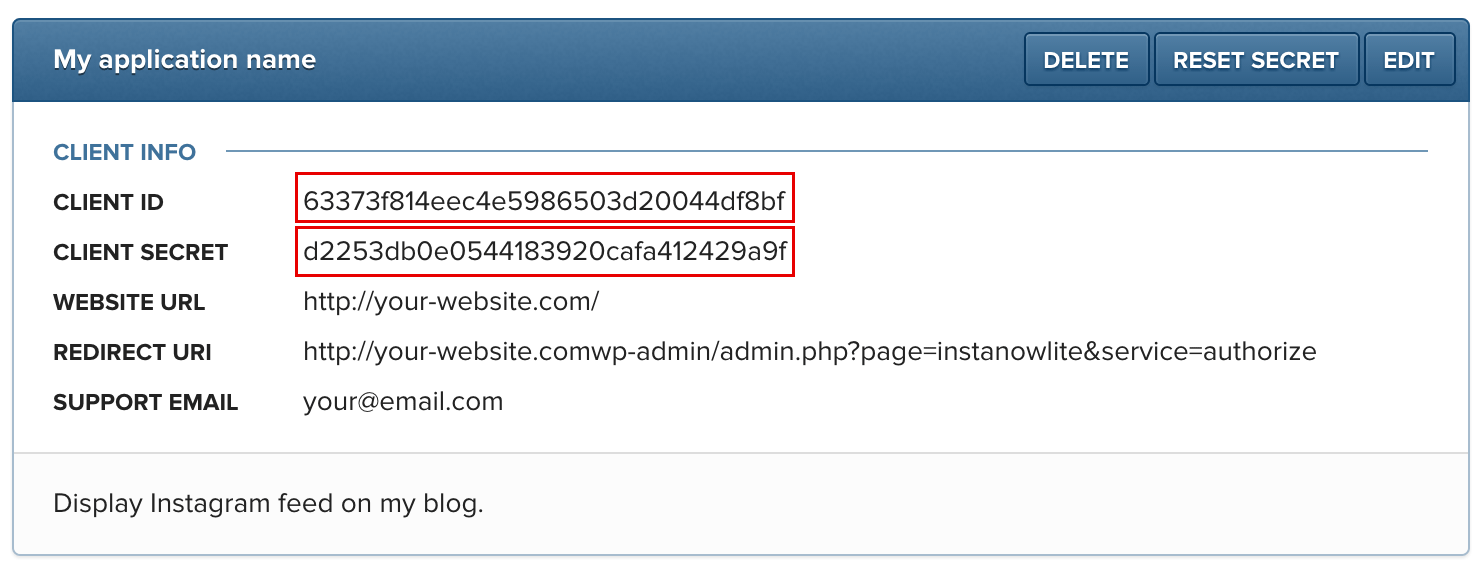 My application name
DELETE
RESET SECRET
EDIT
CLIENT INFO
CLIENT ID 63373f814eec4e5986503d20044df8bf
CLIENT SECRET d2253db0e0544183920cafa412429a9f
WEBSITE URL http://your-website.com/
REDIRECT URI http://your-website.comwp-admin/admin.php?page=instanowlite&service=authorize
SUPPORT EMAIL your@email.com
Display Instagram feed on my blog.